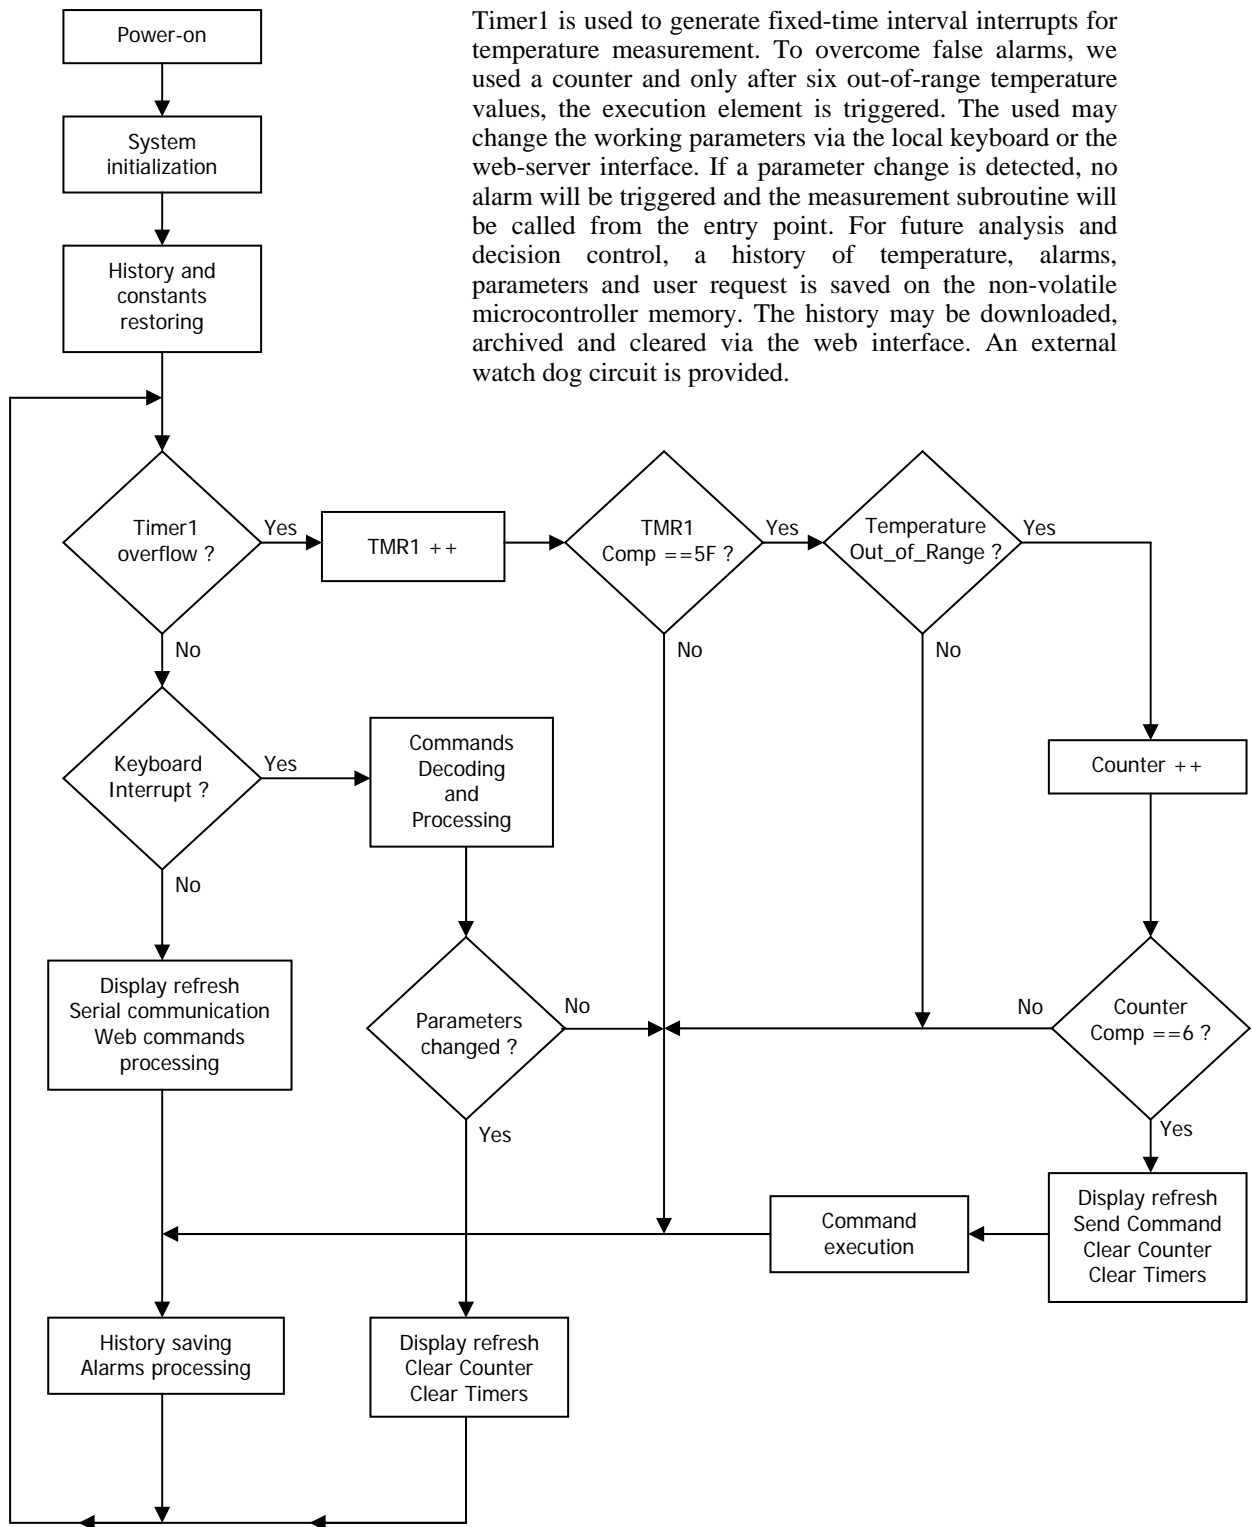 Power-on
System
initialization
History and
constants
restoring
Timer1 is used to generate fixed-time interval interrupts for
temperature measurement. To overcome false alarms, we
used a counter and only after six out-of-range temperature
values, the execution element is triggered. The used may
change the working parameters via the local keyboard or the
web-server interface. If a parameter change is detected, no
alarm will be triggered and the measurement subroutine will
be called from the entry point. For future analysis and
decision control, a history of temperature, alarms,
parameters and user request is saved on the non-volatile
microcontroller memory. The history may be downloaded,
archived and cleared via the web interface. An external
watch dog circuit is provided.
Timer1
overflow ?
Yes
No
TMR1 ++
TMR1
Comp ==5F ?
Yes
No
Temperature
Out_of_Range ?
Yes
No
Counter ++
Keyboard
Interrupt ?
Yes
No
Commands
Decoding
and
Processing
Display refresh
Serial communication
Web commands
processing
Parameters
changed ?
No
Yes
Counter
Comp ==6 ?
No
Yes
Display refresh
Send Command
Clear Counter
Clear Timers
Command
execution
History saving
Alarms processing
Display refresh
Clear Counter
Clear Timers